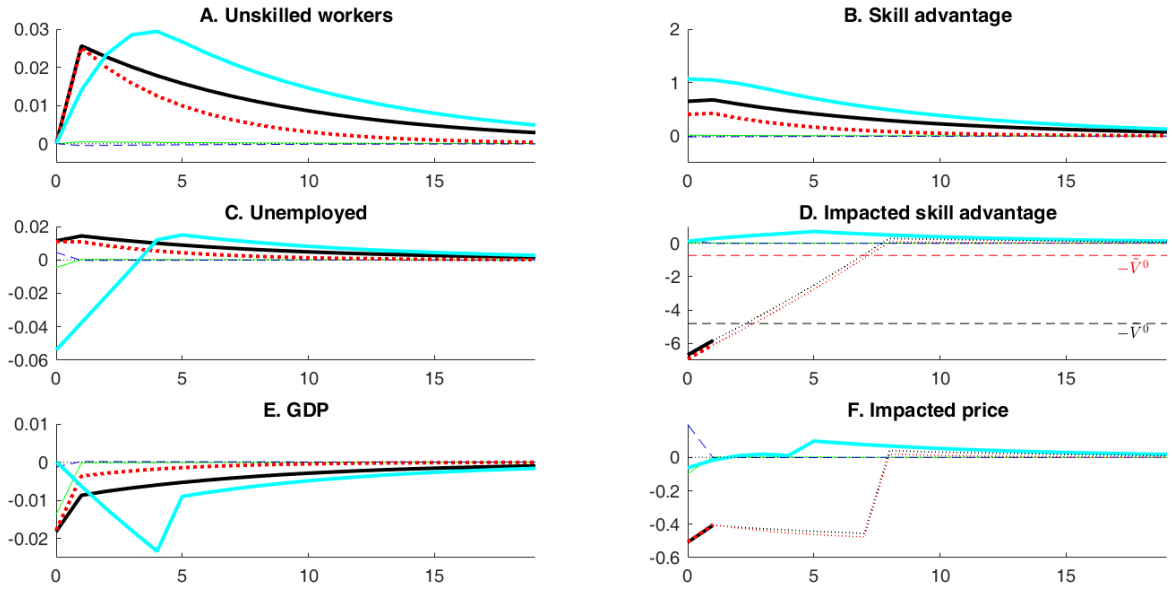 A. Unskilled workers
0.03
0.02
0.01
0
0 5 10 15
B. Skill advantage
2
1
0
0 5 10 15
C. Unemployed
0.02
0
-0.02
-0.04
-0.06
0 5 10 15
D. Impacted skill advantage
0
-2
-4
-6
−Ṽ⁰
−V⁰
0 5 10 15
E. GDP
0.01
0
-0.01
-0.02
0 5 10 15
F. Impacted price
0
-0.2
-0.4
-0.6
0 5 10 15